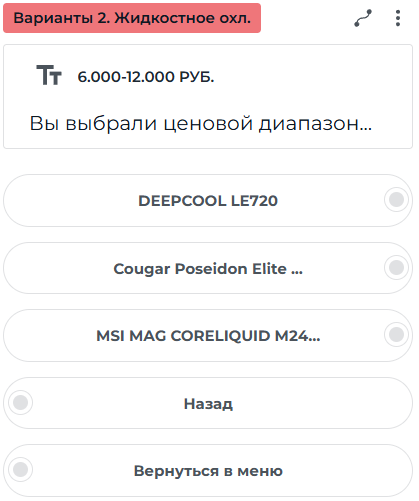 Варианты 2. Жидкостное охл.
6.000-12.000 РУБ.
Вы выбрали ценовой диапазон...
DEEPCOOL LE720
Cougar Poseidon Elite ...
MSI MAG CORELIQUID M24...
Назад
Вернуться в меню